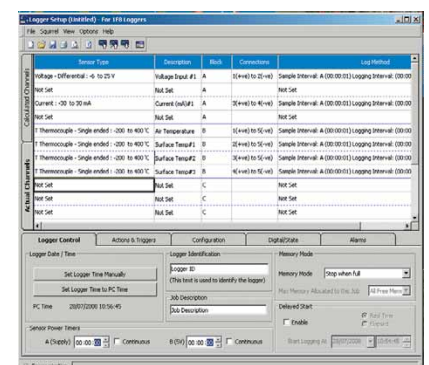 Logger Setup (Untitled) - For 1F8 Loggers
File Squirrel View Options Help
Sensor Type Description Block Connections Log Method
Voltage - Differential : -6 to 25 V Voltage Input #1 A 1(+ve) to 2(-ve) Sample Interval: A (00:00:01) Logging Interval: (00:00
Not Set Not Set A Not Set
Current : -30 to 30 mA Current (mA)#1 A 3(+ve) to 4(-ve) Sample Interval: A (00:00:01) Logging Interval: (00:00
Not Set Not Set A Not Set
T Thermocouple - Single ended : -200 to 400 °C Air Temperature B 1(+ve) to 5(-ve) Sample Interval: A (00:00:01) Logging Interval: (00:00
T Thermocouple - Single ended : -200 to 400 °C Surface Temp#1 B 2(+ve) to 5(-ve) Sample Interval: A (00:00:01) Logging Interval: (00:00
T Thermocouple - Single ended : -200 to 400 °C Surface Temp#2 B 3(+ve) to 5(-ve) Sample Interval: A (00:00:01) Logging Interval: (00:00
T Thermocouple - Single ended : -200 to 400 °C Surface Temp#3 B 4(+ve) to 5(-ve) Sample Interval: A (00:00:01) Logging Interval: (00:00
Not Set Not Set C Not Set
Not Set Not Set C Not Set
Not Set Not Set C Not Set
Calculated Channels
Actual Channels
Logger Control Actions & Triggers Configuration Digital/State Alarms
Logger Date / Time Logger Identification Memory Mode
Set Logger Time Manually Logger ID Memory Mode Stop when full
(This text is used to identify the logger)
Set Logger Time to PC Time Max Memory Allocated to this Job All Free Mem
Job Description
PC Time 28/07/2000 10:56:45 Job Description Delayed Start
Enable Real Time
Sensor Power Timers
A (Supply) 00:00:00 Continuous B (5V) 00:00:00 Continuous Start Logging At 28/07/2000